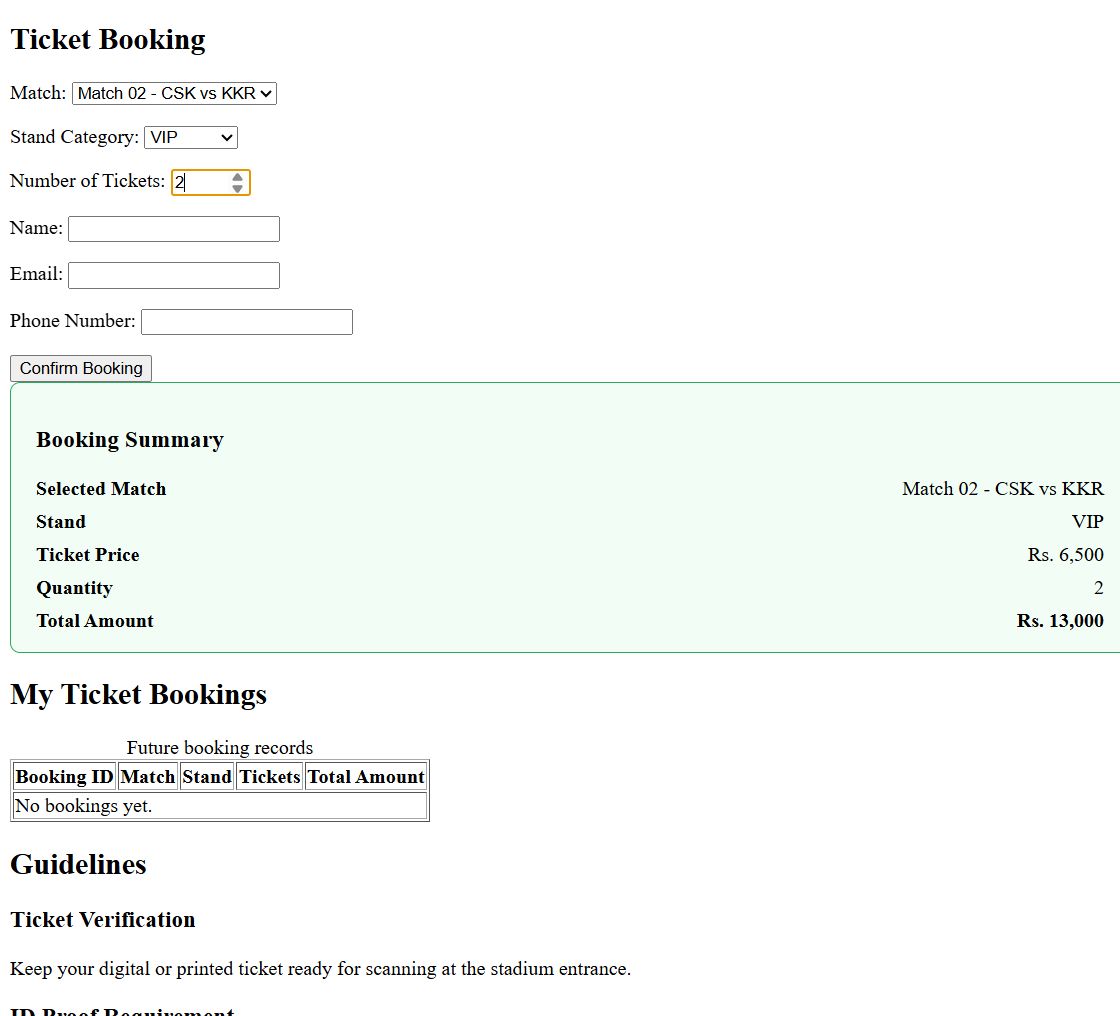 Ticket Booking
Match: Match 02 - CSK vs KKR
Stand Category: VIP
Number of Tickets: 2
Name:
Email:
Phone Number:
Confirm Booking
Booking Summary
Selected Match Match 02 - CSK vs KKR
Stand VIP
Ticket Price Rs. 6,500
Quantity 2
Total Amount Rs. 13,000
My Ticket Bookings
Future booking records
Booking ID Match Stand Tickets Total Amount
No bookings yet.
Guidelines
Ticket Verification
Keep your digital or printed ticket ready for scanning at the stadium entrance.
ID Proof Requirement